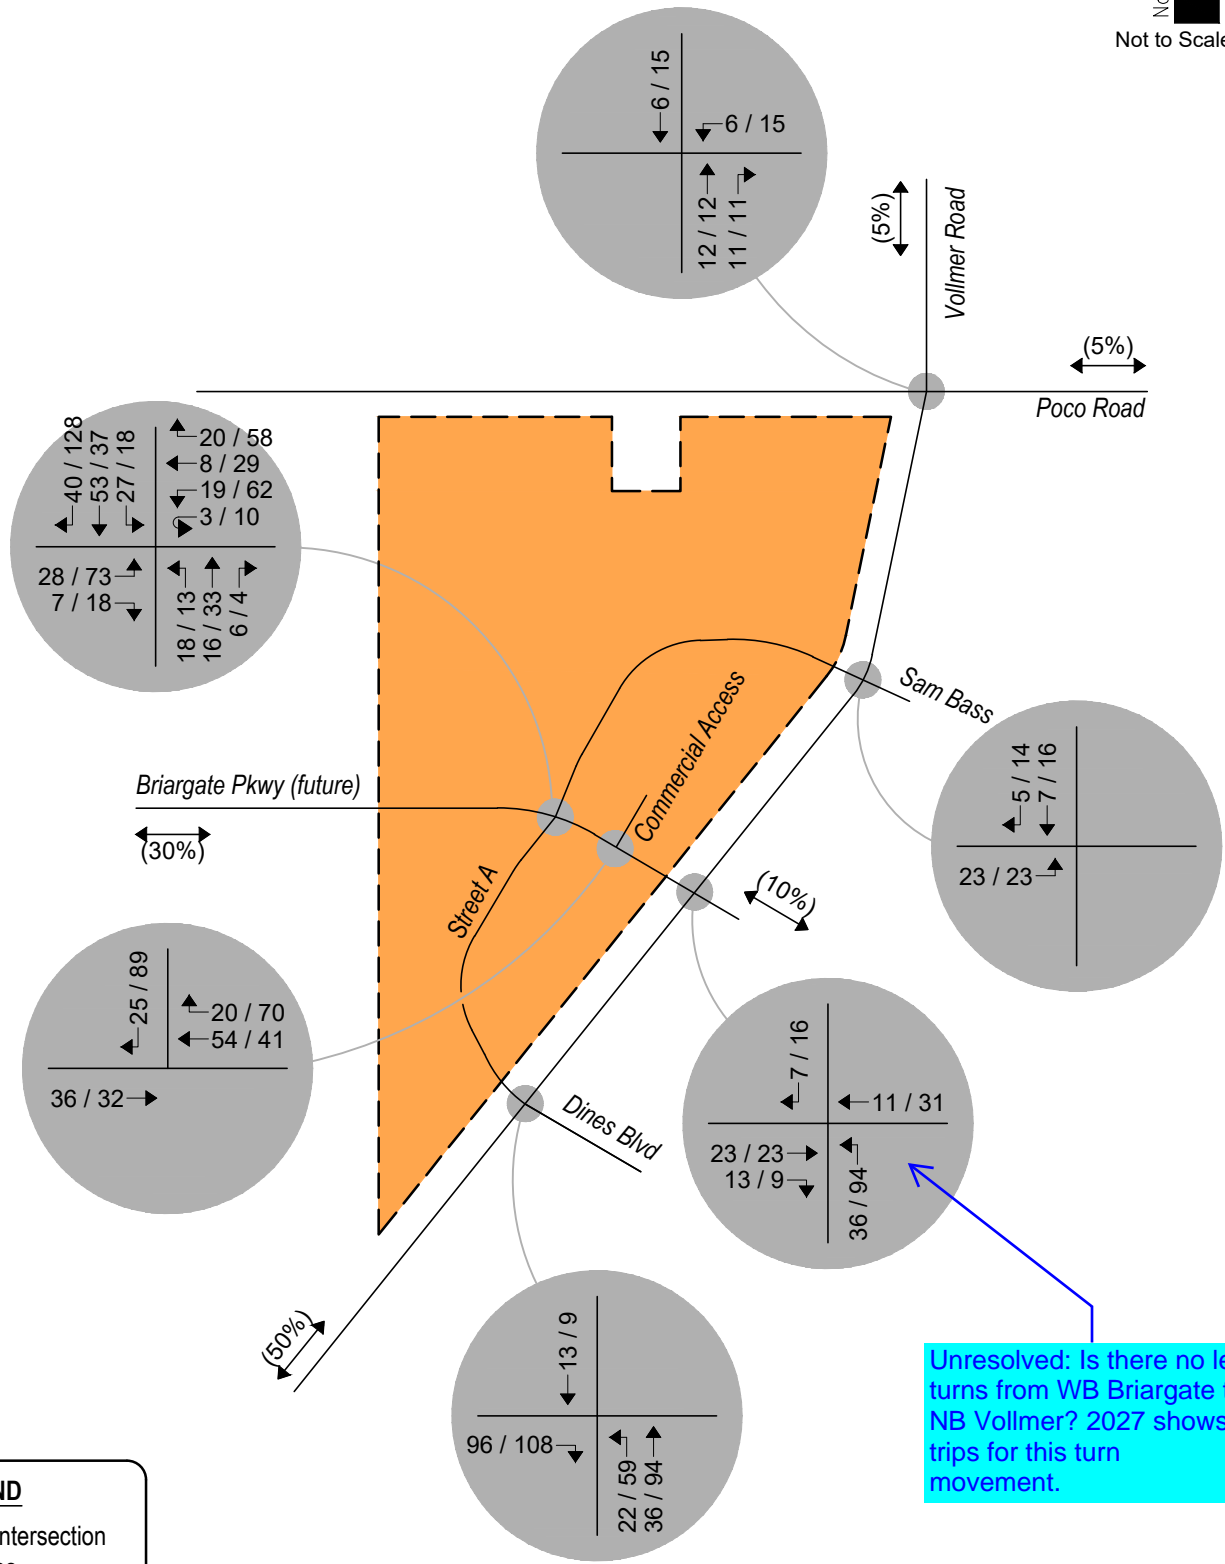 No
Not to Scale
6 / 15
6 / 15
12 / 12
11 / 11
(5%)
Vollmer Road
(5%)
Poco Road
40 / 128
53 / 37
27 / 18
20 / 58
8 / 29
19 / 62
3 / 10
28 / 73
7 / 18
18 / 13
16 / 33
6 / 4
Sam Bass
Commercial Access
Briargate Pkwy (future)
(30%)
Street A
(10%)
5 / 14
7 / 16
23 / 23
25 / 89
20 / 70
54 / 41
36 / 32
7 / 16
11 / 31
23 / 23
13 / 9
36 / 94
Dines Blvd
(50%)
13 / 9
96 / 108
22 / 59
36 / 94
Unresolved: Is there no le
turns from WB Briargate
NB Vollmer? 2027 shows
trips for this turn
movement.
ND
ntersection